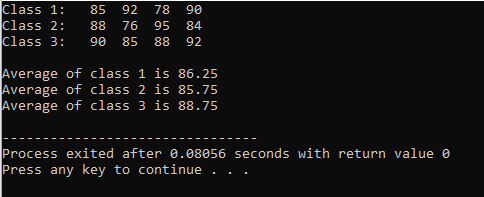 Class 1:   85  92  78  90
Class 2:   88  76  95  84
Class 3:   90  85  88  92
Average of class 1 is 86.25
Average of class 2 is 85.75
Average of class 3 is 88.75
--------------------------------
Process exited after 0.08056 seconds with return value 0
Press any key to continue . . .